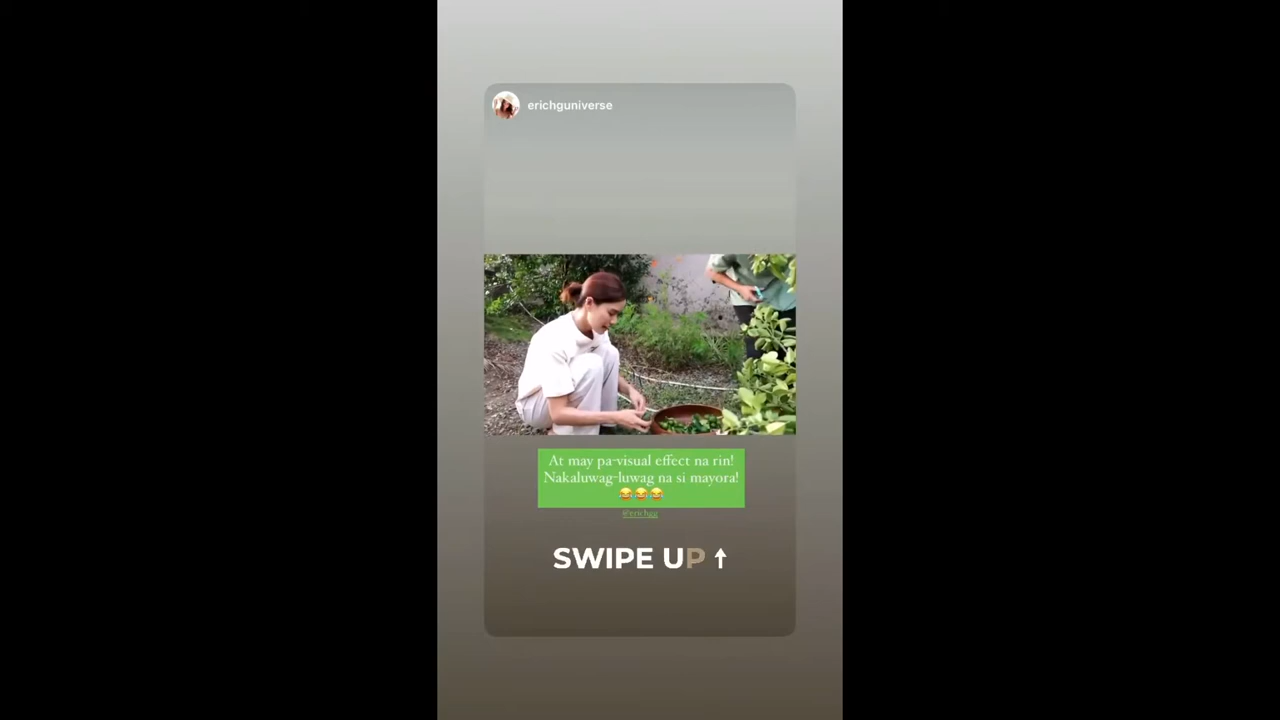 erichguniverse
At may pa-visual effect na rin!
Nakaluwag-luwag na si mayora!
😂😂😂
@erichgg
SWIPE UP ↑